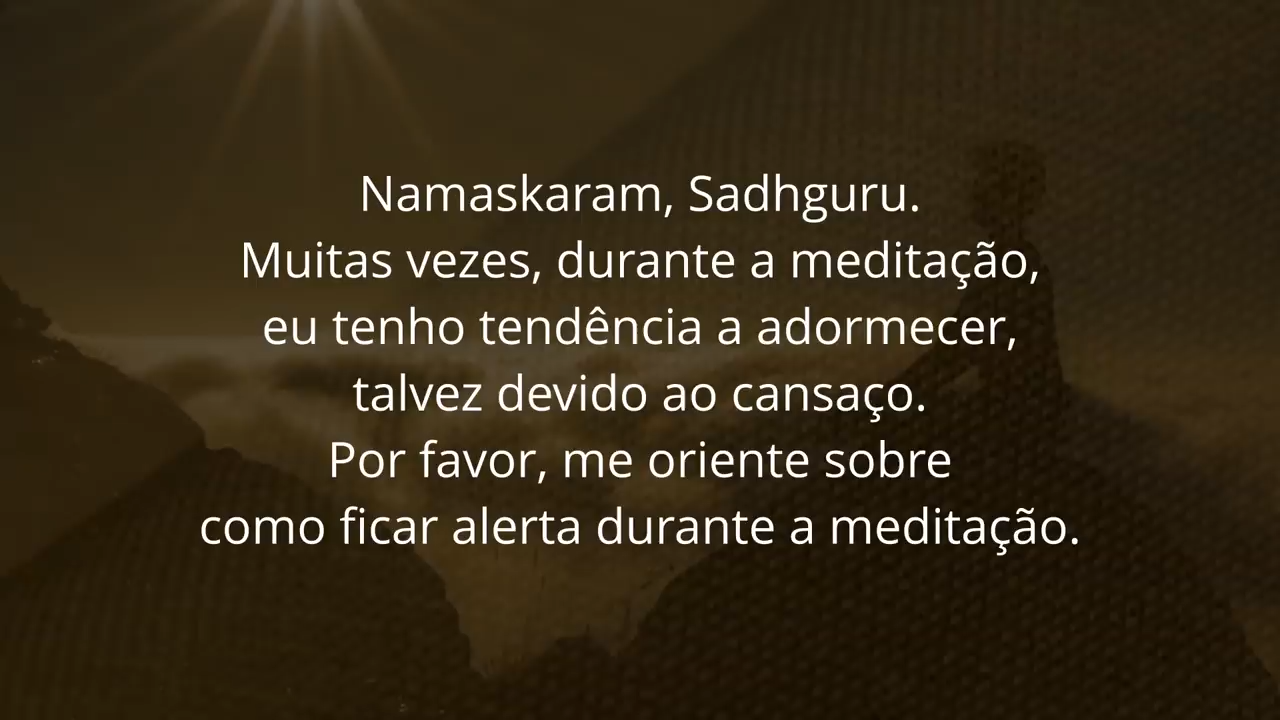 Namaskaram, Sadhguru.
Muitas vezes, durante a meditação,
eu tenho tendência a adormecer,
talvez devido ao cansaço.
Por favor, me oriente sobre
como ficar alerta durante a meditação.